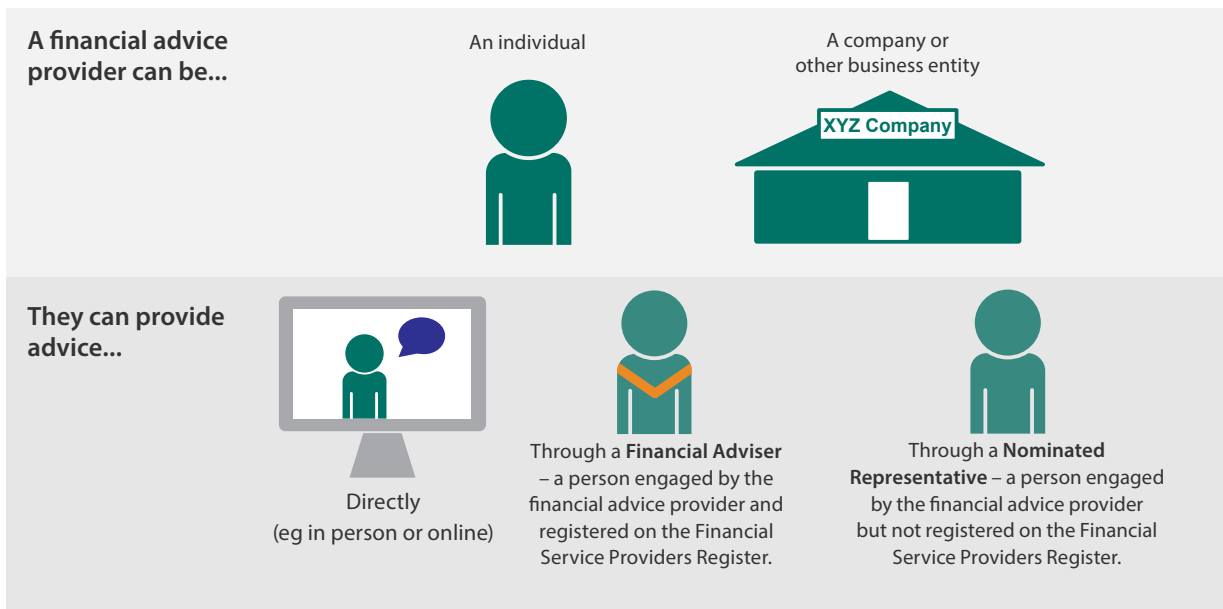 A financial advice
provider can be...
An individual
A company or
other business entity
XYZ Company
They can provide
advice...
Directly
(eg in person or online)
Through a Financial Adviser
– a person engaged by the
financial advice provider and
registered on the Financial
Service Providers Register.
Through a Nominated
Representative – a person engaged
by the financial advice provider
but not registered on the Financial
Service Providers Register.